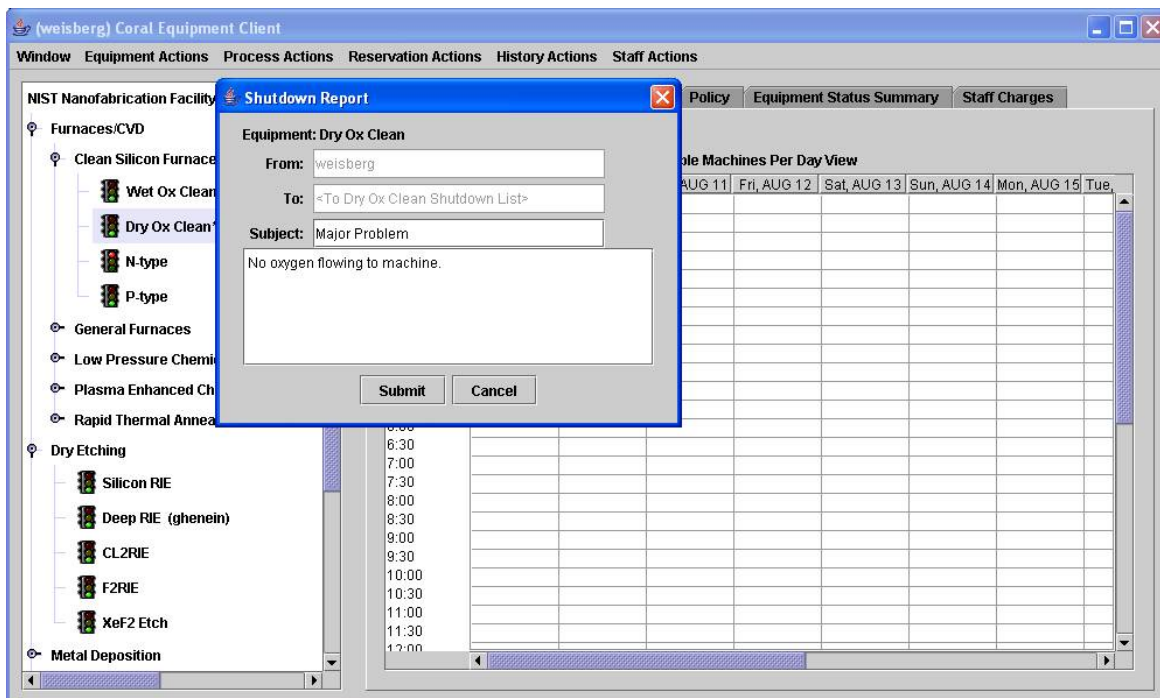 (weisberg) Coral Equipment Client
Window Equipment Actions Process Actions Reservation Actions History Actions Staff Actions
NIST Nanofabrication Facility
Furnaces/CVD
Clean Silicon Furnace
Wet Ox Clean
Dry Ox Clean*
N-type
P-type
General Furnaces
Low Pressure Chemi
Plasma Enhanced Ch
Rapid Thermal Annea
Dry Etching
Silicon RIE
Deep RIE (ghenein)
CL2RIE
F2RIE
XeF2 Etch
Metal Deposition
Shutdown Report
Equipment: Dry Ox Clean
From: weisberg
To: <To Dry Ox Clean Shutdown List>
Subject: Major Problem
No oxygen flowing to machine.
Submit Cancel
Policy Equipment Status Summary Staff Charges
ble Machines Per Day View
AUG 11 Fri, AUG 12 Sat, AUG 13 Sun, AUG 14 Mon, AUG 15 Tue,
6:30
7:00
7:30
8:00
8:30
9:00
9:30
10:00
10:30
11:00
11:30
12:00